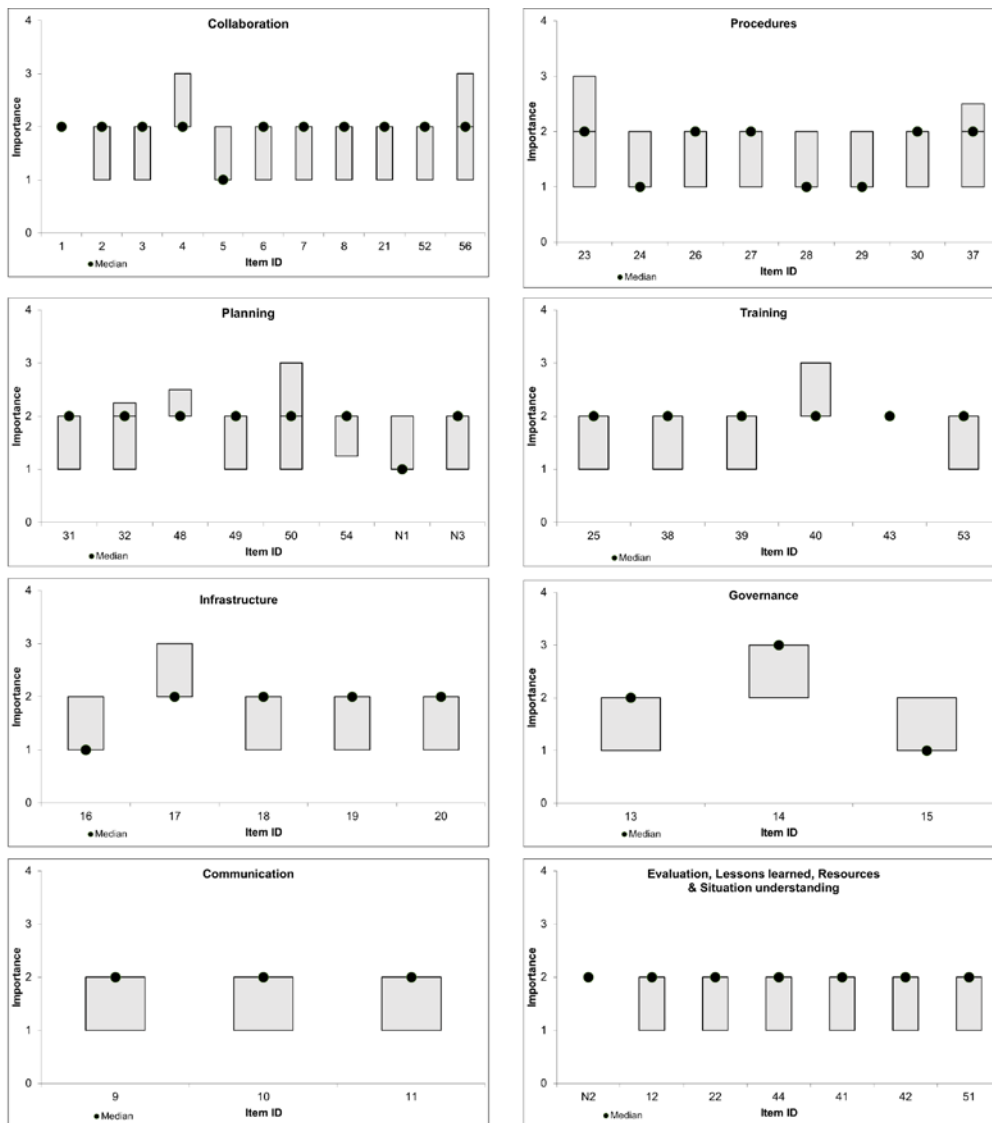 Collaboration
4
3
2
1
0
Importance
1 2 3 4 5 6 7 8 21 52 56
Median
Item ID
Procedures
4
3
2
1
0
Importance
23 24 26 27 28 29 30 37
Median
Item ID
Planning
4
3
2
1
0
Importance
31 32 48 49 50 54 N1 N3
Median
Item ID
Training
4
3
2
1
0
Importance
25 38 39 40 43 53
Median
Item ID
Infrastructure
4
3
2
1
0
Importance
16 17 18 19 20
Median
Item ID
Governance
4
3
2
1
0
Importance
13 14 15
Median
Item ID
Communication
4
3
2
1
0
Importance
9 10 11
Median
Item ID
Evaluation, Lessons learned, Resources
& Situation understanding
4
3
2
1
0
Importance
N2 12 22 44 41 42 51
Median
Item ID